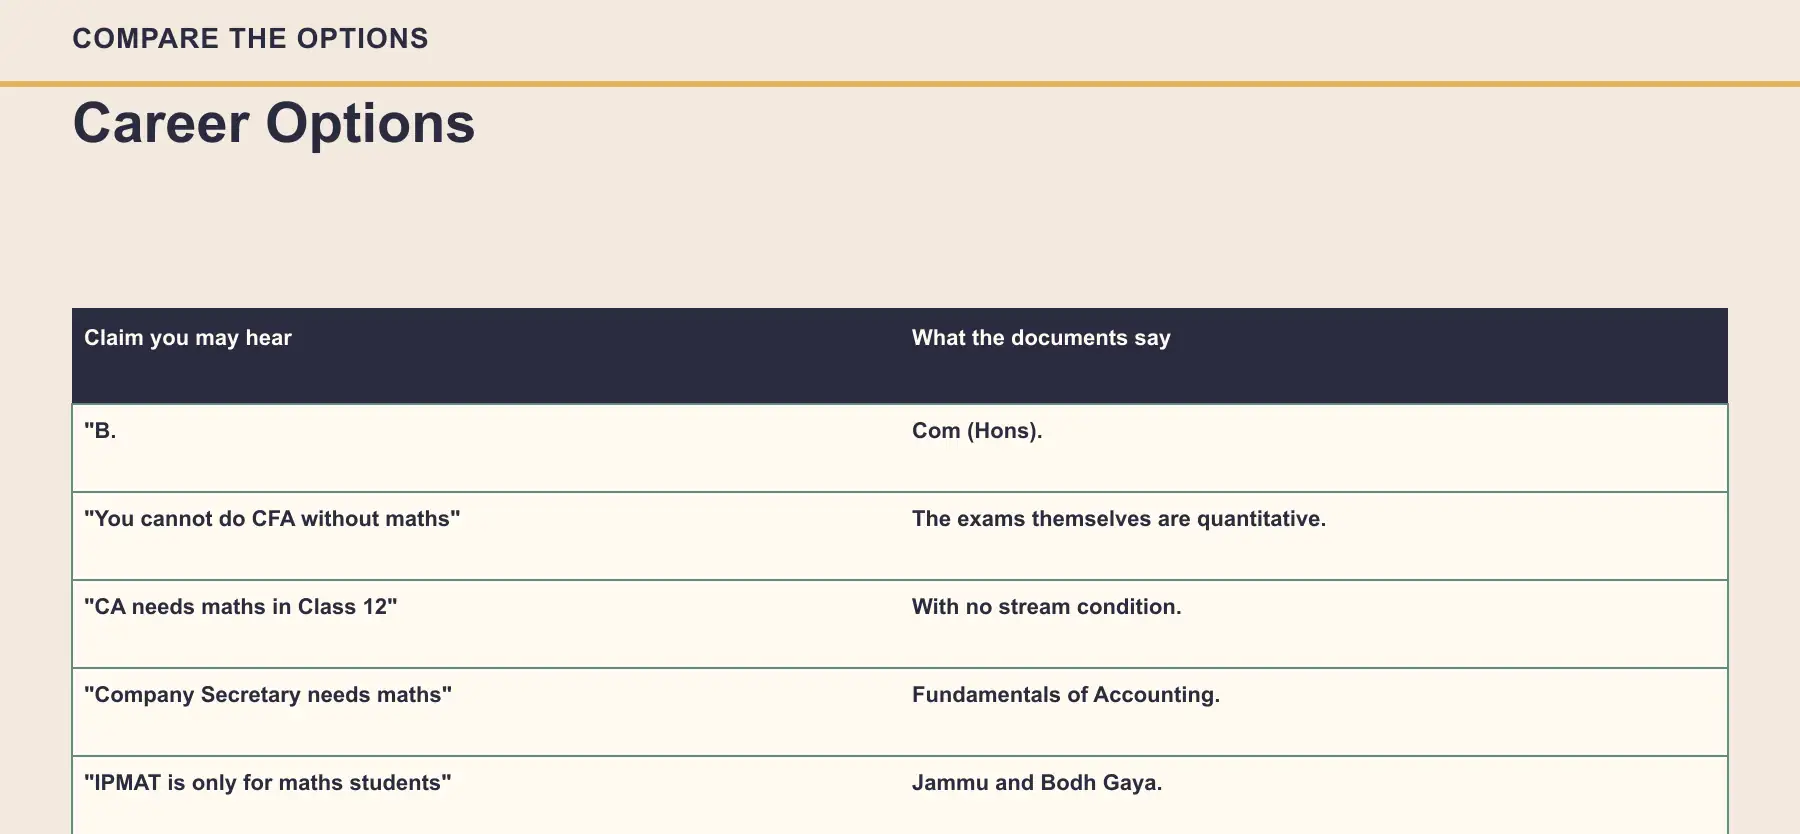 COMPARE THE OPTIONS
Career Options
Claim you may hear What the documents say
"B. Com (Hons).
"You cannot do CFA without maths" The exams themselves are quantitative.
"CA needs maths in Class 12" With no stream condition.
"Company Secretary needs maths" Fundamentals of Accounting.
"IPMAT is only for maths students" Jammu and Bodh Gaya.